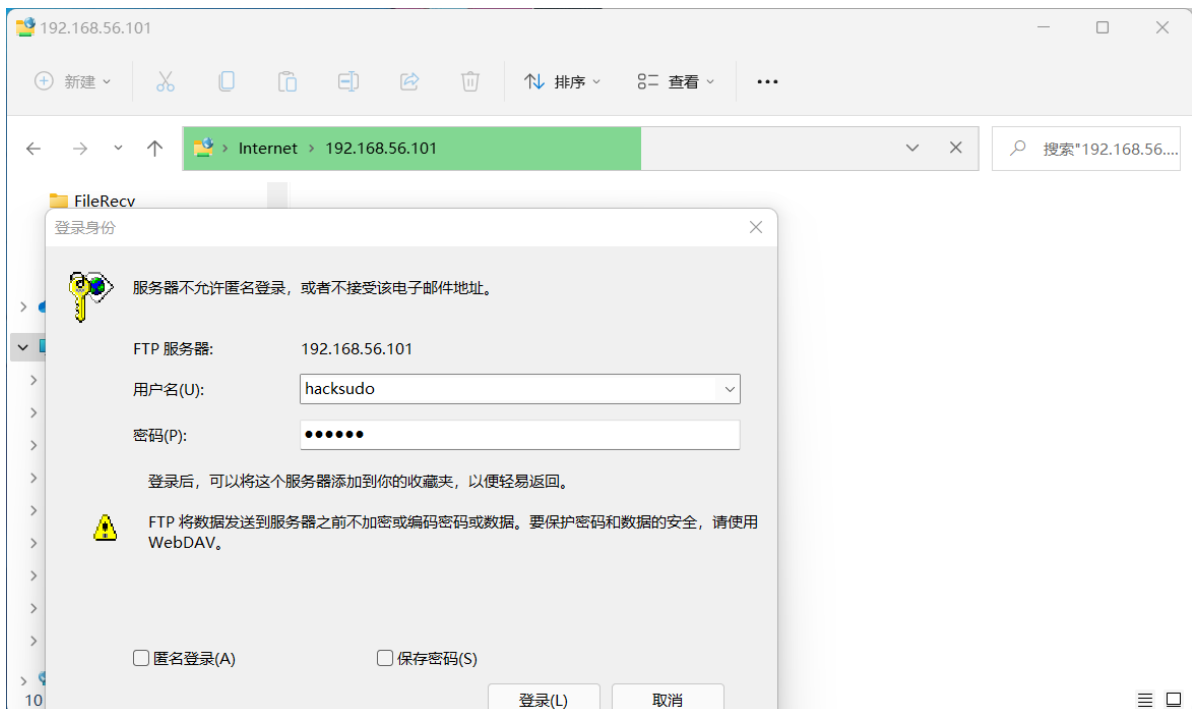 192.168.56.101
新建
排序
查看
Internet > 192.168.56.101
搜索"192.168.56....
FileRecv
登录身份
服务器不允许匿名登录，或者不接受该电子邮件地址。
FTP 服务器: 192.168.56.101
用户名(U): hacksudo
密码(P): ●●●●●●
登录后，可以将这个服务器添加到你的收藏夹，以便轻易返回。
FTP 将数据发送到服务器之前不加密或编码密码或数据。要保护密码和数据的安全，请使用
WebDAV。
匿名登录(A) 保存密码(S)
登录(L) 取消
10